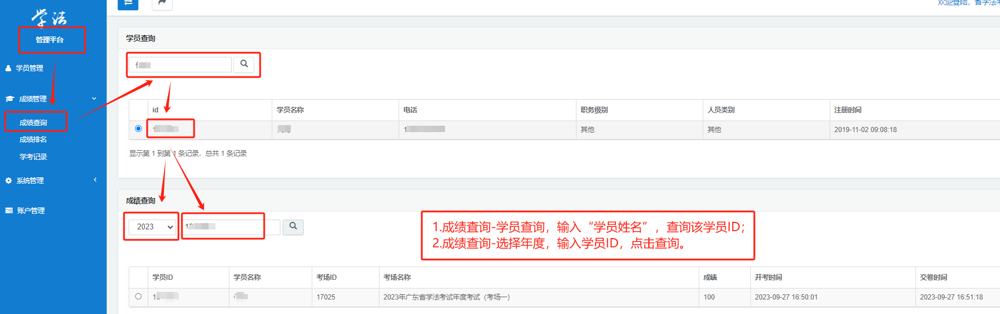 学法
管理平台
学员管理
成绩管理
成绩查询
成绩排名
学考记录
系统管理
账户管理
欢迎登陆，省学法考
学员查询
id 学员名称 电话 职务级别 人员类别 注册时间
1 1 其他 其他 2019-11-02 09:08:18
显示第 1 到第 1 条记录，总共 1 条记录
成绩查询
2023
1.成绩查询-学员查询，输入“学员姓名”，查询该学员ID；
2.成绩查询-选择年度，输入学员ID，点击查询。
学员ID 学员名称 考场ID 考场名称 成绩 开考时间 交卷时间
17025 2023年广东省学法考试年度考试（考场一） 100 2023-09-27 16:50:01 2023-09-27 16:51:18